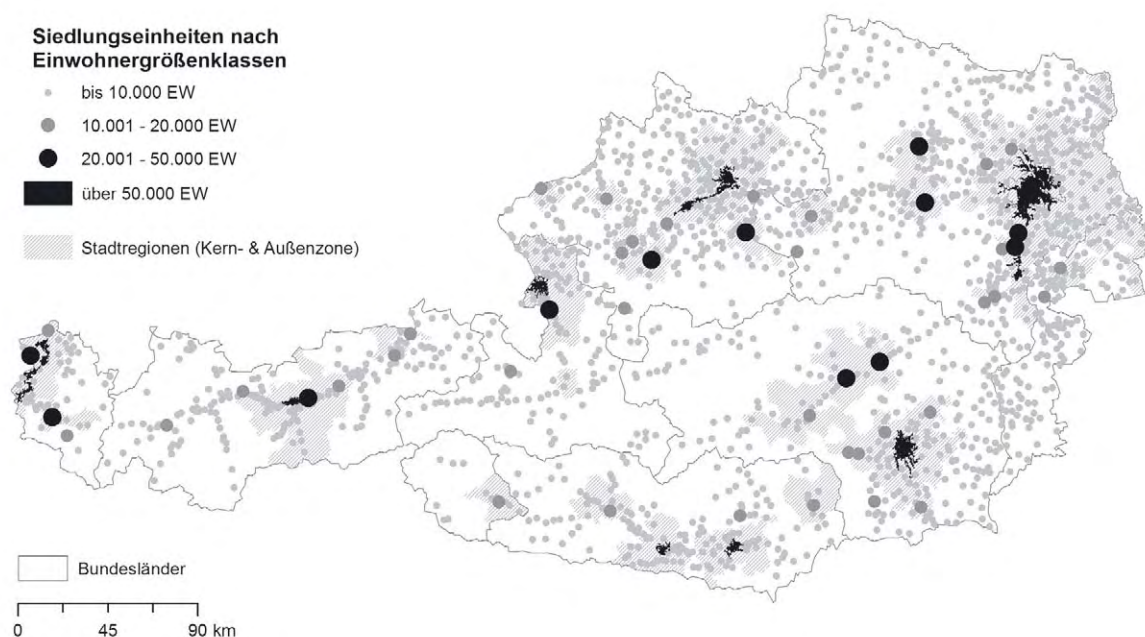 Siedlungseinheiten nach
Einwohnergrößenklassen
bis 10.000 EW
10.001 - 20.000 EW
20.001 - 50.000 EW
über 50.000 EW
Stadtregionen (Kern- & Außenzone)
Bundesländer
0 45 90 km